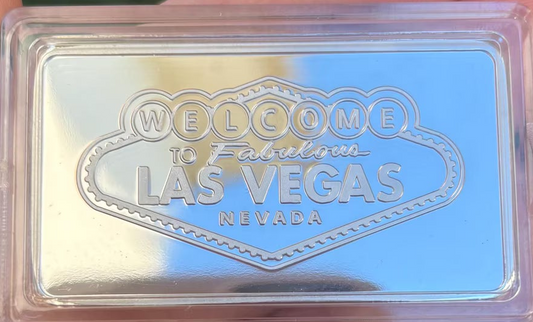 WELCOME
TO Fabulous
LAS VEGAS
NEVADA